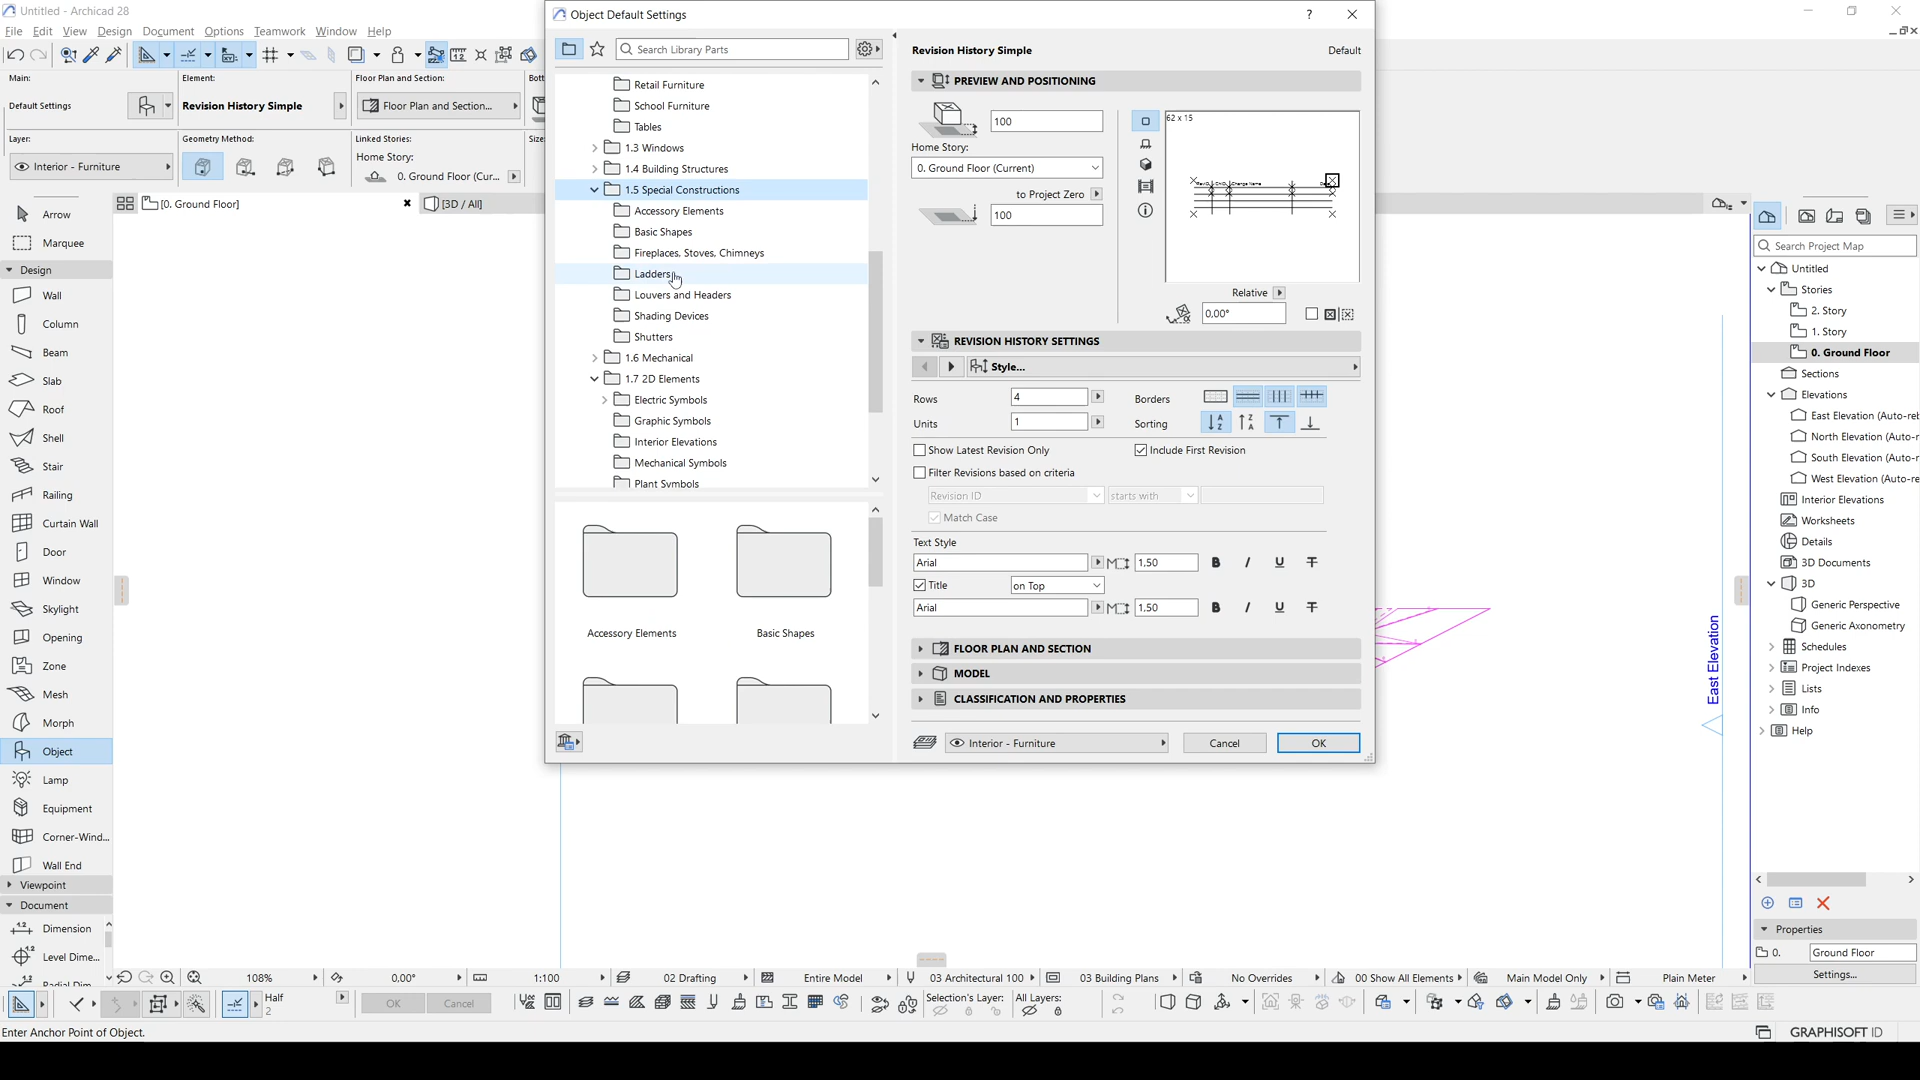 Untitled - Archicad 28
File Edit View Design Document Options Teamwork Window Help
Main:
Default Settings
Element:
Revision History Simple
Floor Plan and Section:
Floor Plan and Section...
Layer:
Interior - Furniture
Geometry Method:
Linked Stories:
Home Story:
0. Ground Floor (Cur...
[0. Ground Floor]
[3D / All]
Arrow
Marquee
Design
Wall
Column
Beam
Slab
Roof
Shell
Stair
Railing
Curtain Wall
Door
Window
Skylight
Opening
Zone
Mesh
Morph
Object
Lamp
Equipment
Corner-Wind...
Wall End
Viewpoint
Document
Dimension
Level Dime...
Object Default Settings
Search Library Parts
Retail Furniture
School Furniture
Tables
1.3 Windows
1.4 Building Structures
1.5 Special Constructions
Accessory Elements
Basic Shapes
Fireplaces, Stoves, Chimneys
Ladders
Louvers and Headers
Shading Devices
Shutters
1.6 Mechanical
1.7 2D Elements
Electric Symbols
Graphic Symbols
Interior Elevations
Mechanical Symbols
Plant Symbols
Accessory Elements
Basic Shapes
Revision History Simple
Default
PREVIEW AND POSITIONING
100
Home Story:
0. Ground Floor (Current)
to Project Zero
100
62 x 15
Relative
0,00°
REVISION HISTORY SETTINGS
Style...
Rows 4 Borders
Units 1 Sorting
Show Latest Revision Only
Include First Revision
Filter Revisions based on criteria
Revision ID starts with
Match Case
Text Style
Arial 1.50 B I U T
Title on Top
Arial 1.50 B I U T
FLOOR PLAN AND SECTION
MODEL
CLASSIFICATION AND PROPERTIES
Interior - Furniture
Cancel
OK
East Elevation
Search Project Map
Untitled
Stories
2. Story
1. Story
0. Ground Floor
Sections
Elevations
East Elevation (Auto-reb
North Elevation (Auto-r
South Elevation (Auto-r
West Elevation (Auto-re
Interior Elevations
Worksheets
Details
3D Documents
3D
Generic Perspective
Generic Axonometry
Schedules
Project Indexes
Lists
Info
Help
Properties
0. Ground Floor
Settings...
108% 0,00° 1:100 02 Drafting Entire Model 03 Architectural 100 03 Building Plans No Overrides 00 Show All Elements Main Model Only Plain Meter
Half
2
OK
Cancel
Selection's Layer:
All Layers:
Enter Anchor Point of Object.
GRAPHISOFT ID